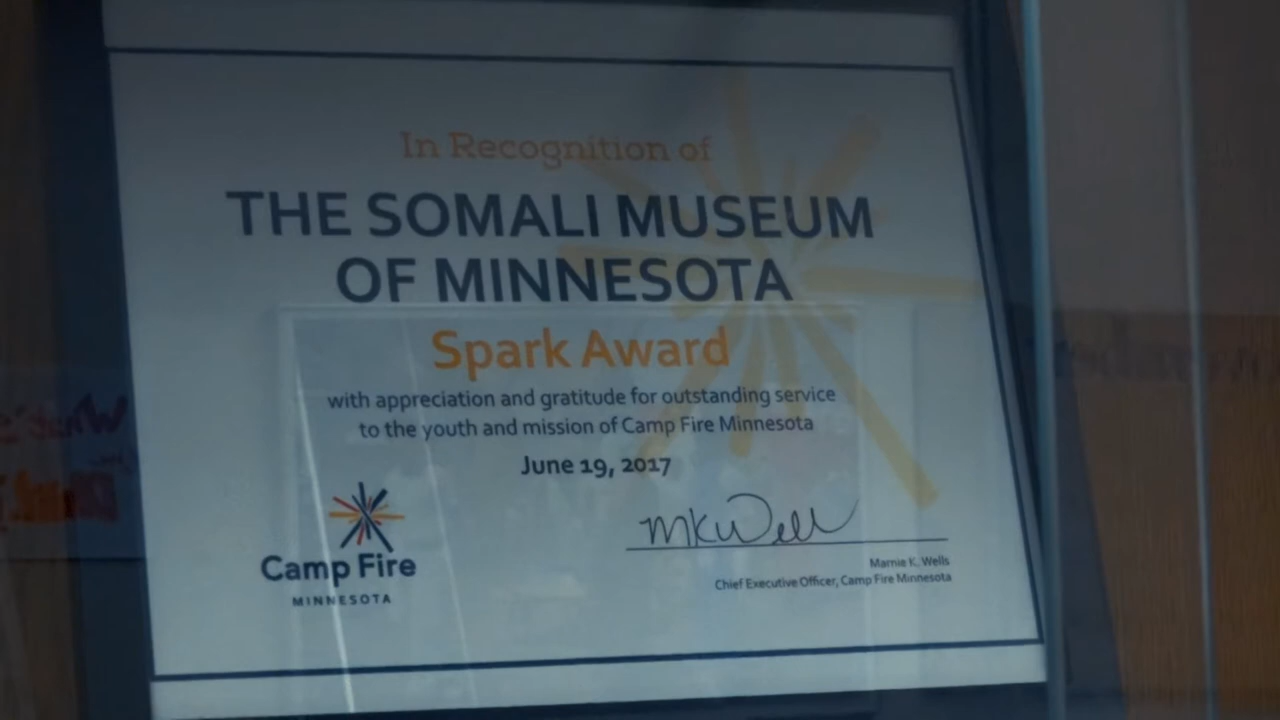 In Recognition of
THE SOMALI MUSEUM
OF MINNESOTA
Spark Award
with appreciation and gratitude for outstanding service
to the youth and mission of Camp Fire Minnesota
June 19, 2017
MKWell
Marnie K. Wells
Chief Executive Officer, Camp Fire Minnesota
Camp Fire
MINNESOTA